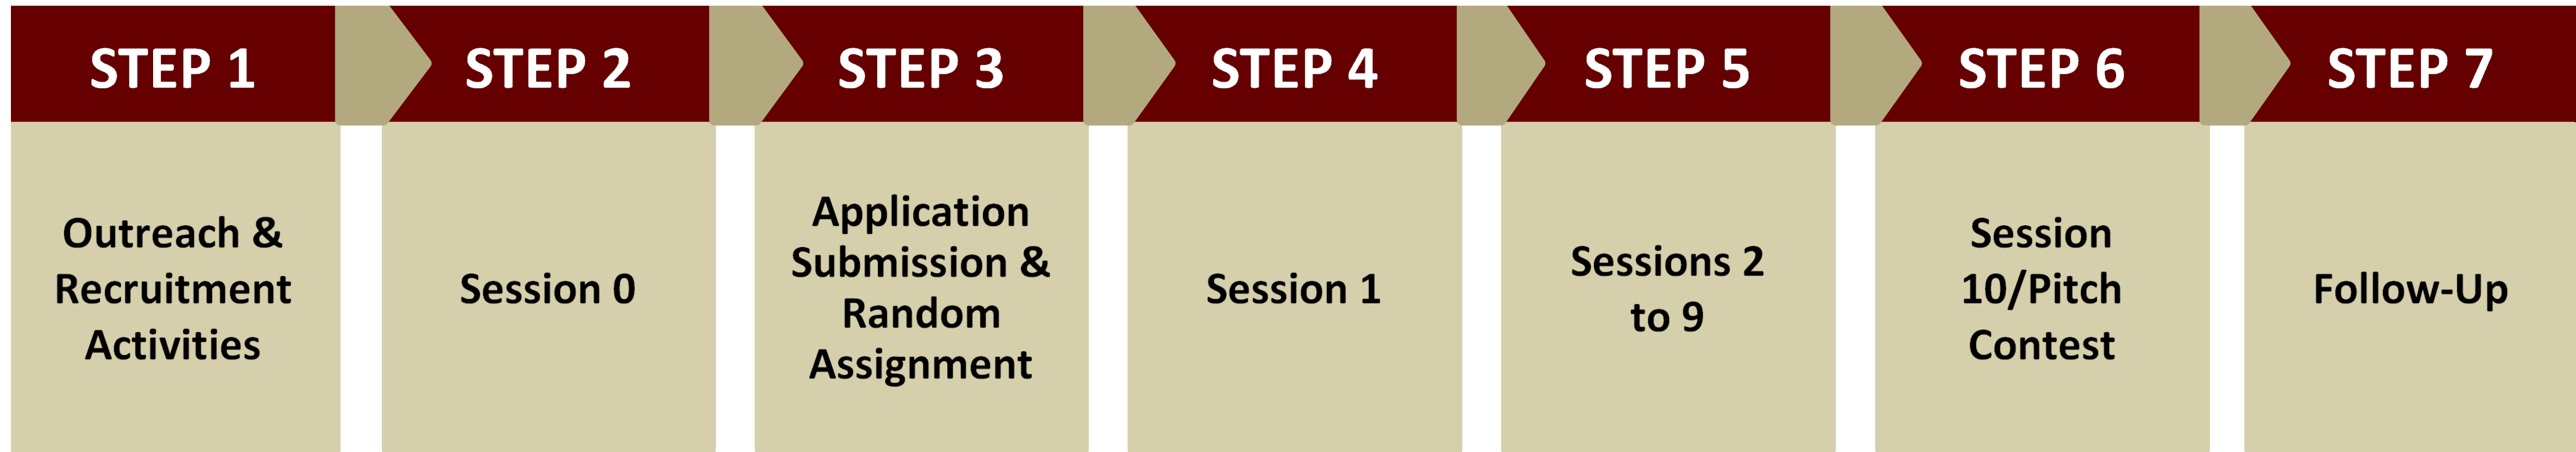 STEP 1
STEP 2
STEP 3
STEP 4
STEP 5
STEP 6
STEP 7
Outreach &
Recruitment
Activities
Session 0
Application
Submission &
Random
Assignment
Session 1
Sessions 2
to 9
Session
10/Pitch
Contest
Follow-Up